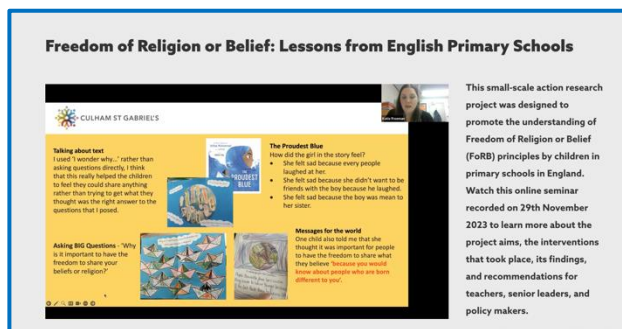 Freedom of Religion or Belief: Lessons from English Primary Schools
CULHAM ST GABRIEL'S
Talking about text
I used 'I wonder why...' rather than
asking questions directly, I think
that this really helped the children
to feel they could share anything
rather than trying to get what they
thought was the right answer to the
questions that I posed.
PROUDEST
BLUE
The Proudest Blue
How did the girl in the story feel?
• She felt sad because every people
laughed at her.
• She felt sad because she didn't want to be
friends with the boy because he laughed.
• She felt sad because the boy was mean to
her sister.
Asking BIG Questions - 'Why
is it important to have the
freedom to share your
beliefs or religion?'
Messages for the world
One child also told me that she
thought it was important for people
to have the freedom to share what
they believe 'because you would
know about people who are born
different to you'.
This small-scale action research
project was designed to
promote the understanding of
Freedom of Religion or Belief
(FoRB) principles by children in
primary schools in England.
Watch this online seminar
recorded on 29th November
2023 to learn more about the
project aims, the interventions
that took place, its findings,
and recommendations for
teachers, senior leaders, and
policy makers.